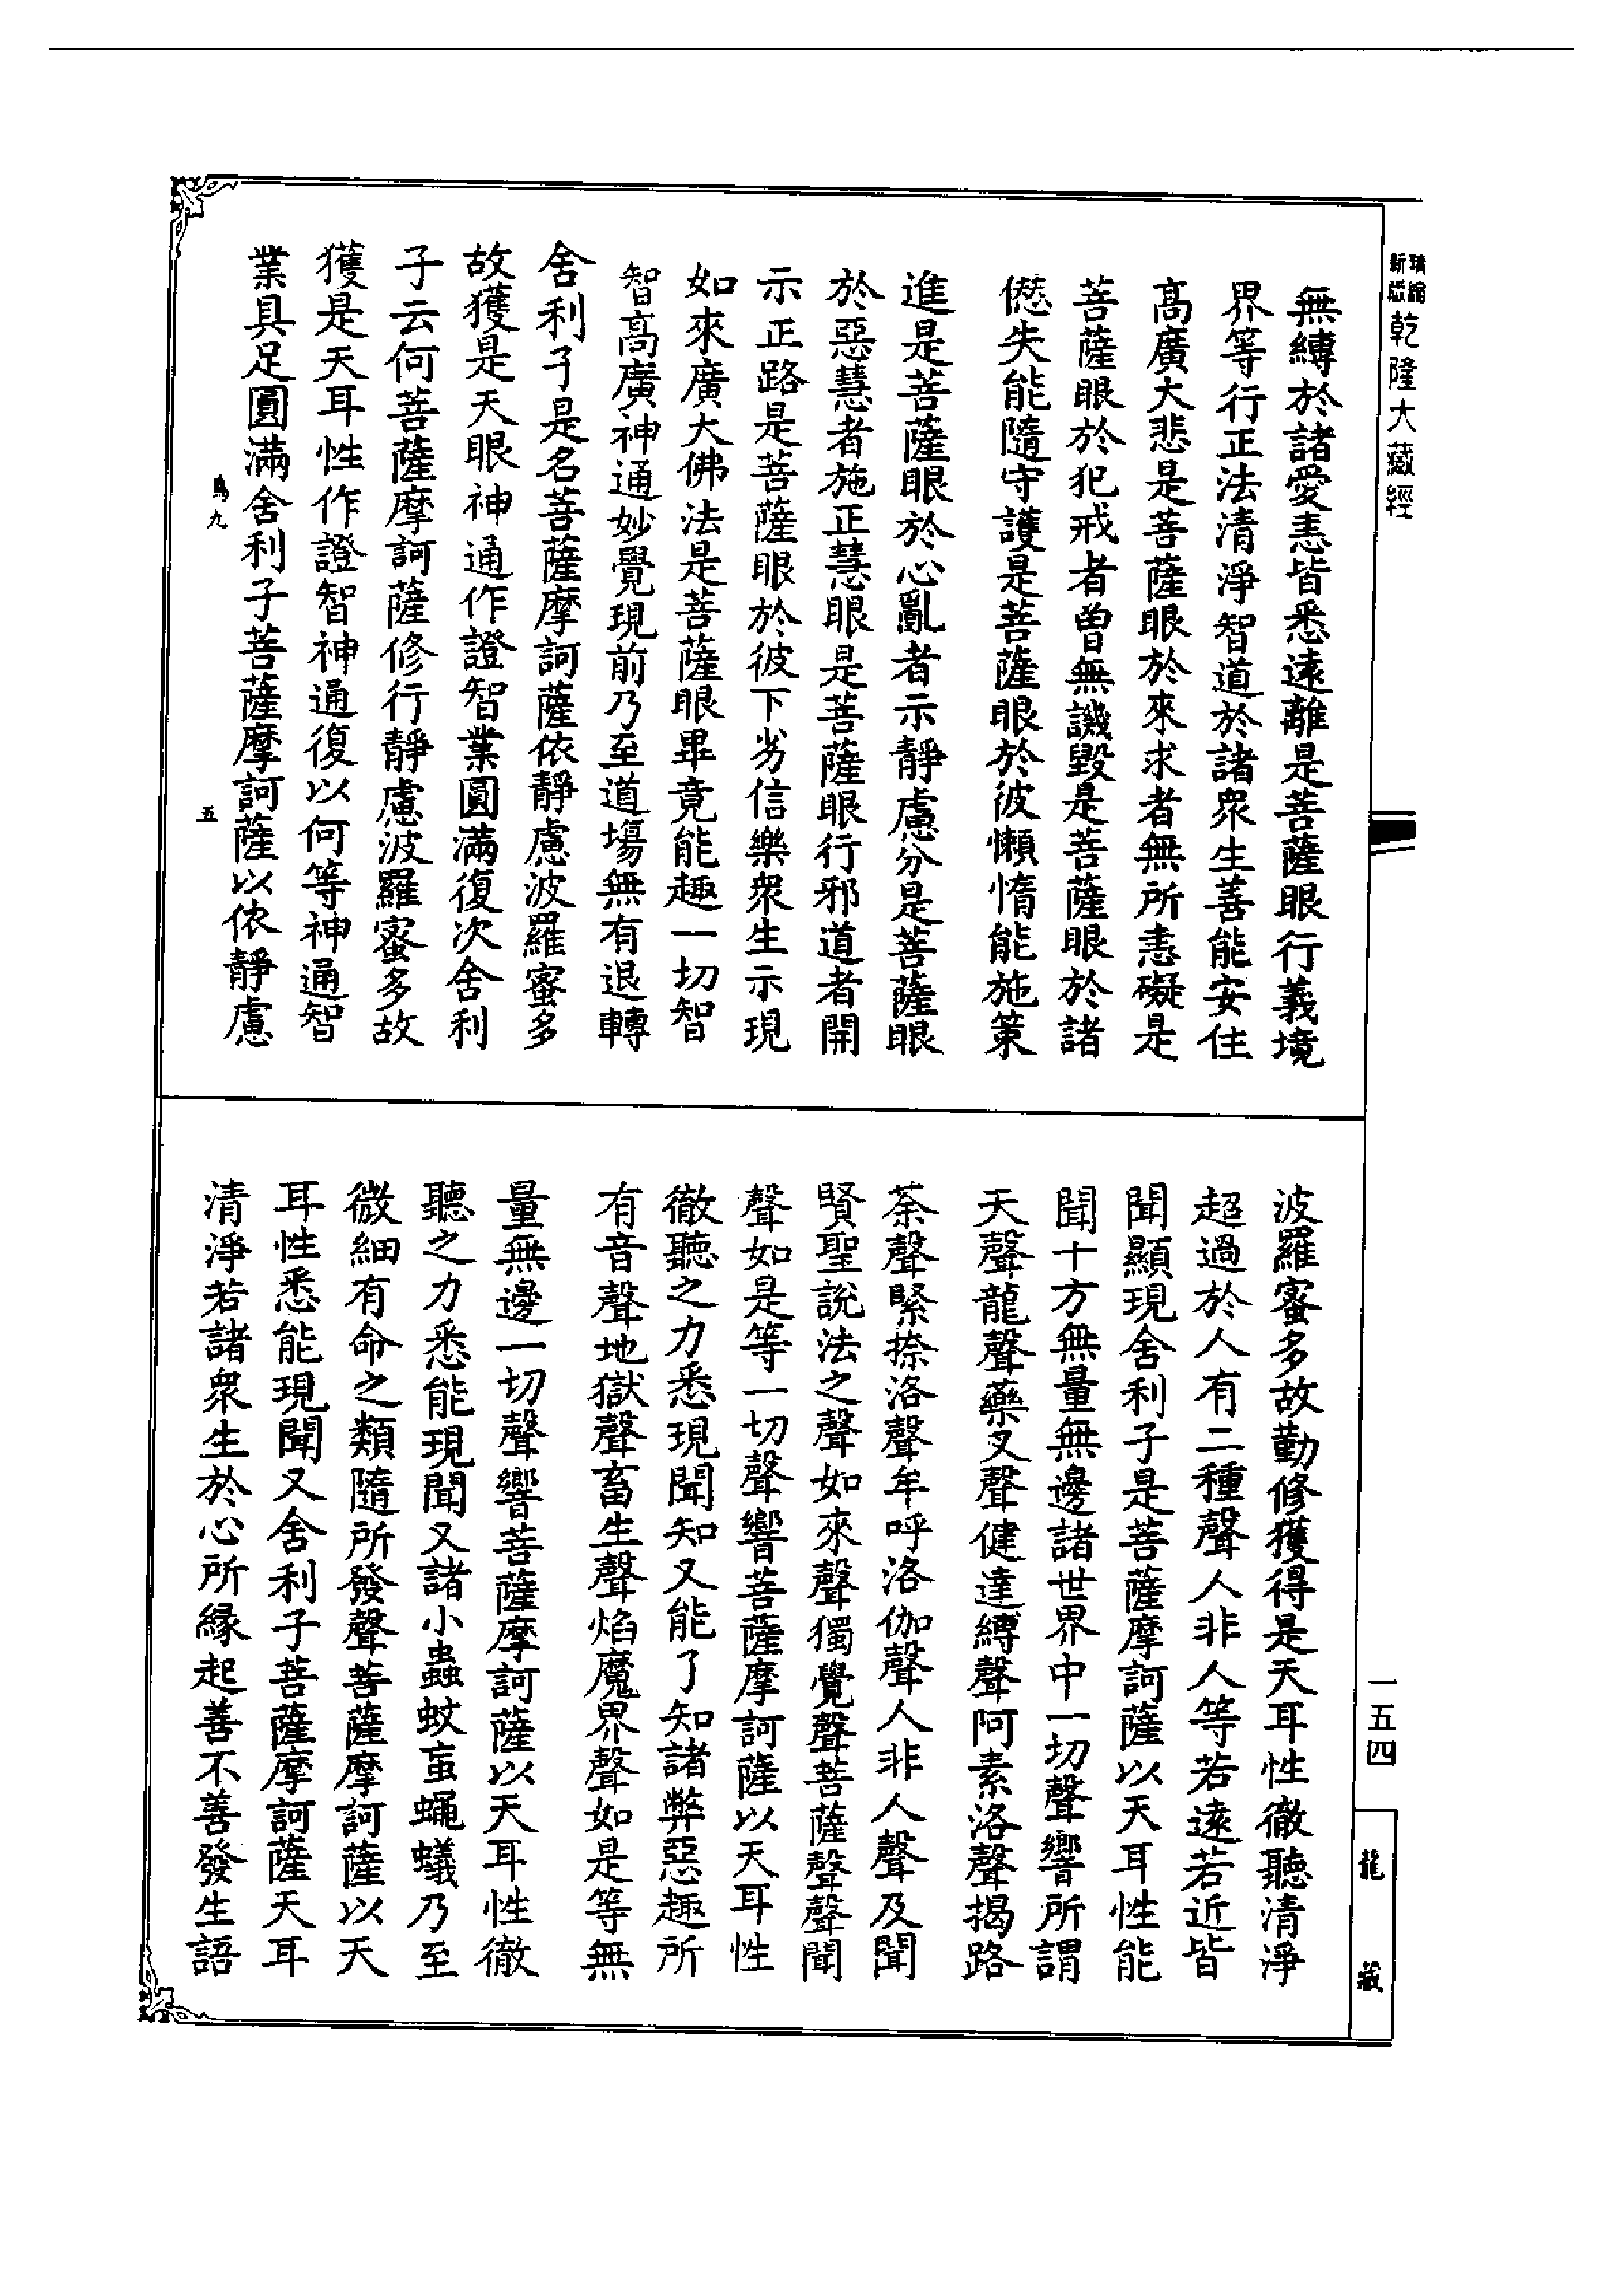 精編
新版
乾隆大藏經
無縛於諸愛恚皆悉遠離是菩薩眼行義境
界等行正法清淨智道於諸衆生善能安住
高廣大悲是菩薩眼於來求者無所恚礙是
菩薩眼於犯戒者曾無譏毀是菩薩眼於諸
愆失能隨守護是菩薩眼於彼懶惰能施策
進是菩薩眼於心亂者示靜慮分是菩薩眼
於惡慧者施正慧眼是菩薩眼行邪道者開
示正路是菩薩眼於彼下劣信樂衆生示現
如來廣大佛法是菩薩眼畢竟能趣一切智
智高廣神通妙覺現前乃至道場無有退轉
舍利子是名菩薩摩訶薩依靜慮波羅蜜多
故獲是天眼神通作證智業圓滿復次舍利
子云何菩薩摩訶薩修行靜慮波羅蜜多故
獲是天耳性作證智神通復以何等神通智
業具足圓滿舍利子菩薩摩訶薩以依靜慮
鳥九
五
波羅蜜多故勤修獲得是天耳性徹聽清淨
超過於人有二種聲人非人等若遠若近皆
聞顯現舍利子是菩薩摩訶薩以天耳性能
聞十方無量無邊諸世界中一切聲響所謂
天聲龍聲藥叉聲健達縛聲阿素洛聲揭路
荼聲緊捺洛聲牟呼洛伽聲人非人聲及聞
賢聖說法之聲如來聲獨覺聲菩薩聲聲聞
聲如是等一切聲響菩薩摩訶薩以天耳性
徹聽之力悉現聞知又能了知諸弊惡趣所
有音聲地獄聲畜生聲焰魔界聲如是等無
量無邊一切聲響菩薩摩訶薩以天耳性徹
聽之力悉能現聞又諸小蟲蚊䖟蠅蟻乃至
微細有命之類隨所發聲菩薩摩訶薩以天
耳性悉能現聞又舍利子菩薩摩訶薩天耳
清淨若諸衆生於心所緣起善不善發生語
一五四
龍藏